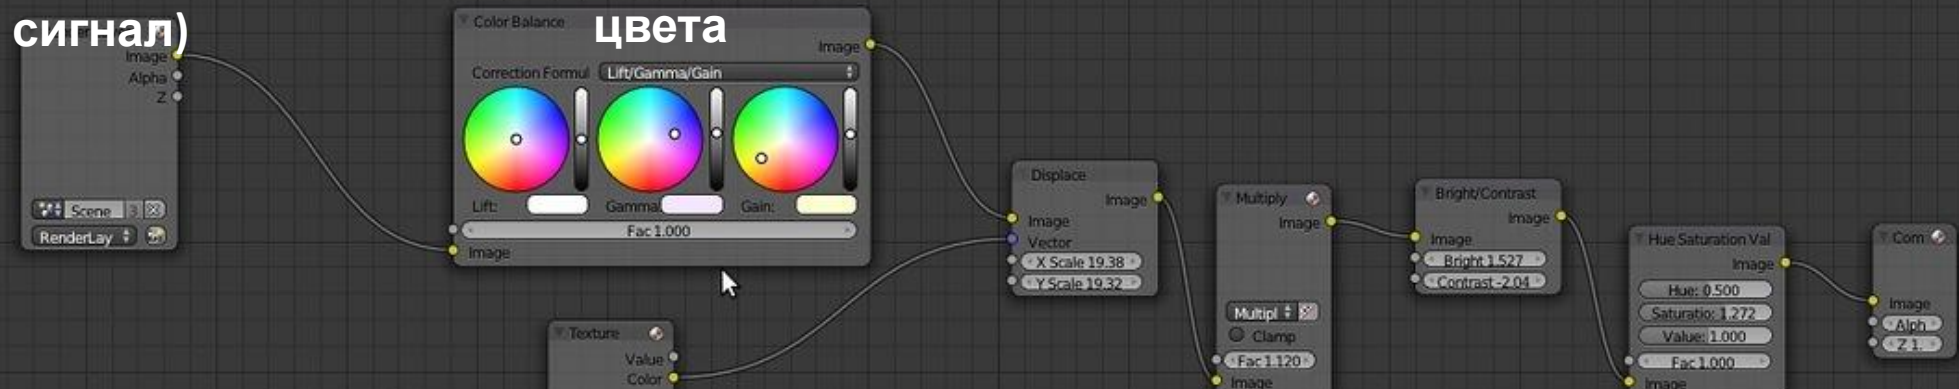 сигнал)
цвета
Image
Alpha
Z
Scene 3
RenderLay
Color Balance
Image
Correction Formul Lift/Gamma/Gain
Lift: Gamma: Gain:
Fac 1.000
Image
Texture
Value
Color
Displace
Image
Image
Vector
X Scale 19.38
Y Scale 19.32
Multiply
Image
Multipl
Clamp
Fac 1.120
Image
Bright/Contrast
Image
Image
Bright 1.527
Contrast -2.04
Hue Saturation Val
Image
Hue: 0.500
Saturatio: 1.272
Value: 1.000
Fac 1.000
Image
Com
Image
Alph
Z 1.